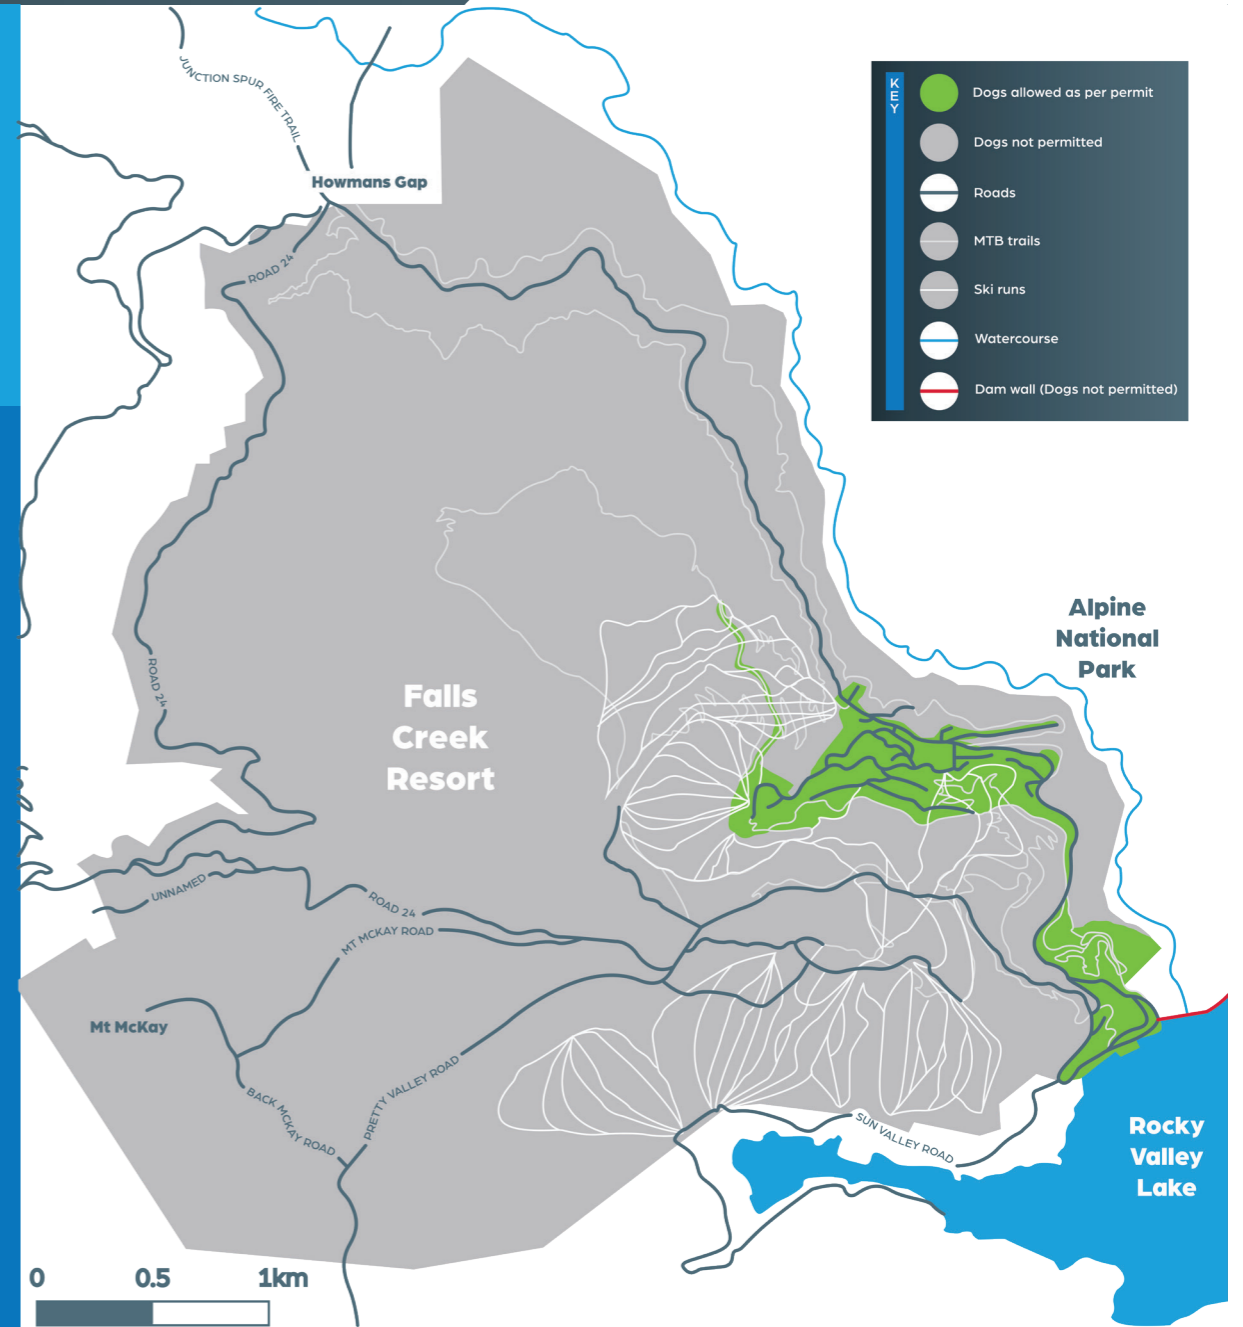 JUNCTION SPUR FIRE TRAIL
Howmans Gap
ROAD 24
KEY
Dogs allowed as per permit
Dogs not permitted
Roads
MTB trails
Ski runs
Watercourse
Dam wall (Dogs not permitted)
Alpine
National
Park
ROAD 24
Falls
Creek
Resort
UNNAMED
ROAD 24
MT MCKAY ROAD
Mt McKay
BACK MCKAY ROAD
PRETTY VALLEY ROAD
SUN VALLEY ROAD
Rocky
Valley
Lake
0 0.5 1km